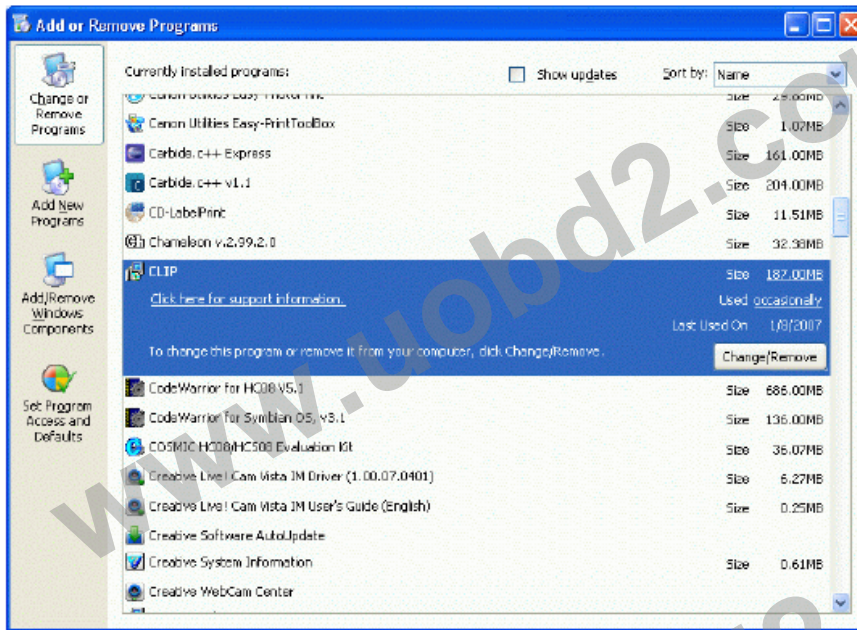 Add or Remove Programs
Change or
Remove
Programs
Add New
Programs
Add/Remove
Windows
Components
Set Program
Access and
Defaults
Currently installed programs:
Show updates
Sort by: Name
Size 29.60MB
Canon Utilities Easy-PrintToolBox Size 1.07MB
Carbide.c++ Express Size 161.00MB
Carbide.c++ v1.1 Size 204.00MB
CD-LabelPrint Size 11.51MB
Chameleon v.2.99.2.0 Size 32.38MB
CLIP Size 187.00MB
Click here for support information. Used occasionally
Last Used On 1/8/2007
To change this program or remove it from your computer, click Change/Remove. Change/Remove
CodeWarrior for HC08 V5.1 Size 686.00MB
CodeWarrior for Symbian OS, v3.1 Size 136.00MB
COSMIC HC08/HCS08 Evaluation Kit Size 36.07MB
Creative Live! Cam Vista IM Driver (1.00.07.0401) Size 6.27MB
Creative Live! Cam Vista IM User's Guide (English) Size 0.25MB
Creative Software AutoUpdate
Creative System Information Size 0.61MB
Creative WebCam Center
www.uobd2.com